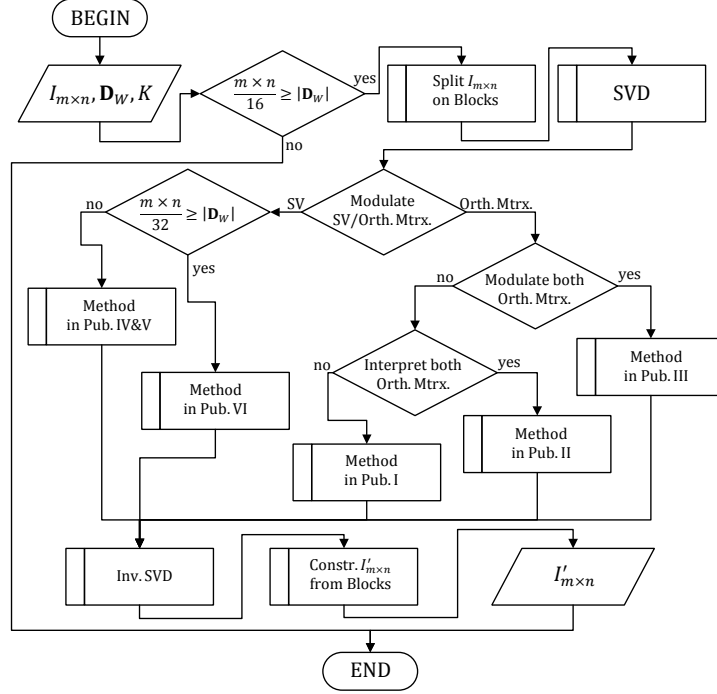 BEGIN
I_{m×n}, D_W, K
m × n
16
≥ |D_W|
yes
no
Split I_{m×n}
on Blocks
SVD
Modulate
SV/Orth. Mtrx.
SV
Orth. Mtrx.
m × n
32
≥ |D_W|
no
yes
Modulate both
Orth. Mtrx.
no
yes
Method
in Pub. IV&V
Interpret both
Orth. Mtrx.
no
yes
Method
in Pub. III
Method
in Pub. VI
Method
in Pub. I
Method
in Pub. II
Inv. SVD
Constr. I′_{m×n}
from Blocks
I′_{m×n}
END